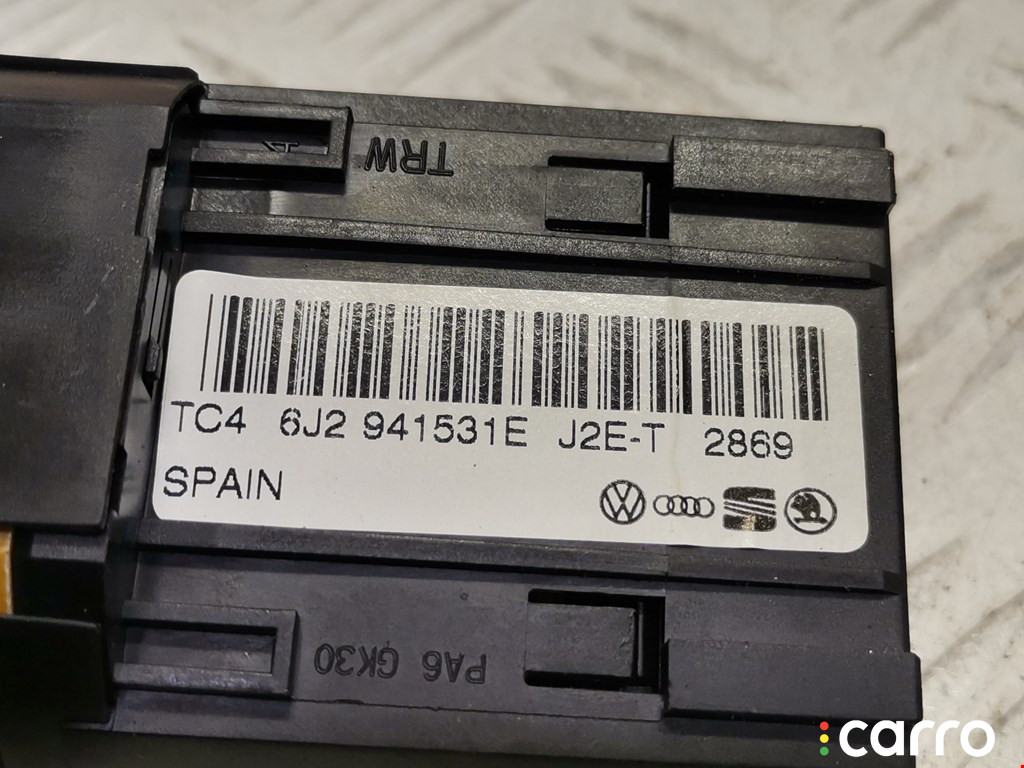 TRW
TC4 6J2 941531E J2E-T 2869
SPAIN
PA6 GK30
carro